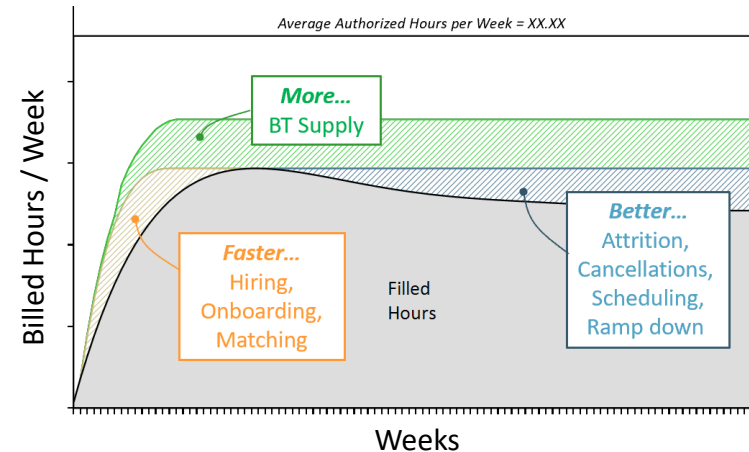 Average Authorized Hours per Week = XX.XX
Billed Hours / Week
More...
BT Supply
Faster...
Hiring,
Onboarding,
Matching
Filled
Hours
Better...
Attrition,
Cancellations,
Scheduling,
Ramp down
Weeks